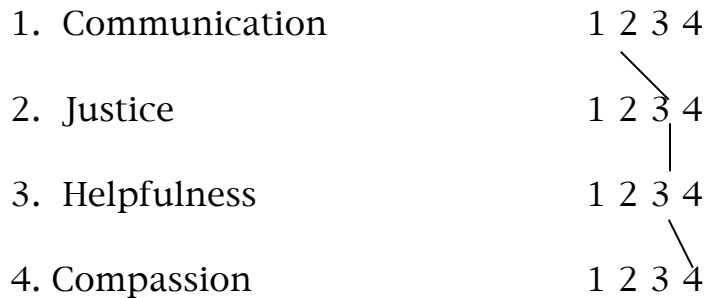 1. Communication 1 2 3 4
2. Justice 1 2 3 4
3. Helpfulness 1 2 3 4
4. Compassion 1 2 3 4